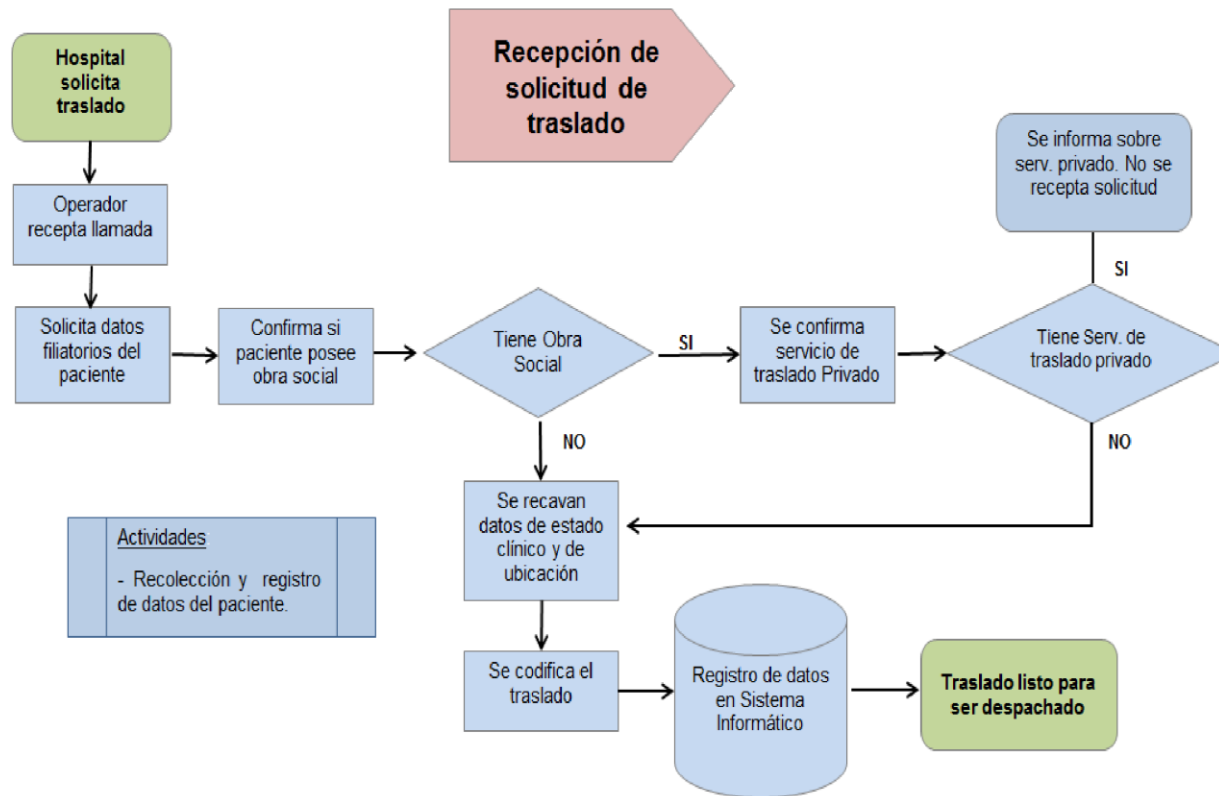 Hospital
solicita
traslado
Recepción de
solicitud de
traslado
Se informa sobre
serv. privado. No se
recepta solicitud
Operador
recepta llamada
SI
Solicita datos
filiatorios del
paciente
Confirma si
paciente posee
obra social
Tiene Obra
Social
SI
Se confirma
servicio de
traslado Privado
Tiene Serv. de
traslado privado
NO
NO
Se recavan
datos de estado
clínico y de
ubicación
Actividades
- Recolección y registro
de datos del paciente.
Se codifica el
traslado
Registro de datos
en Sistema
Informático
Traslado listo para
ser despachado